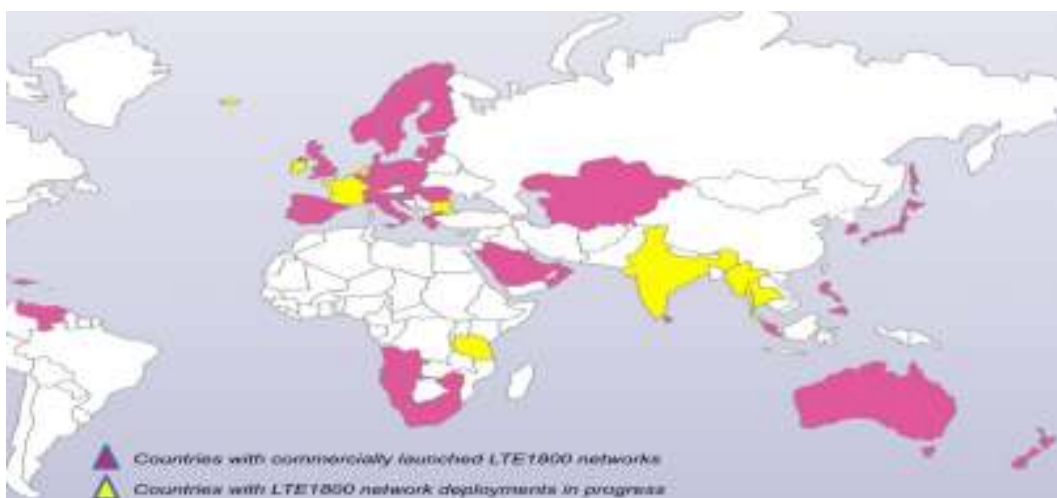 Countries with commercially launched LTE1800 networks
Countries with LTE1800 network deployments in progress